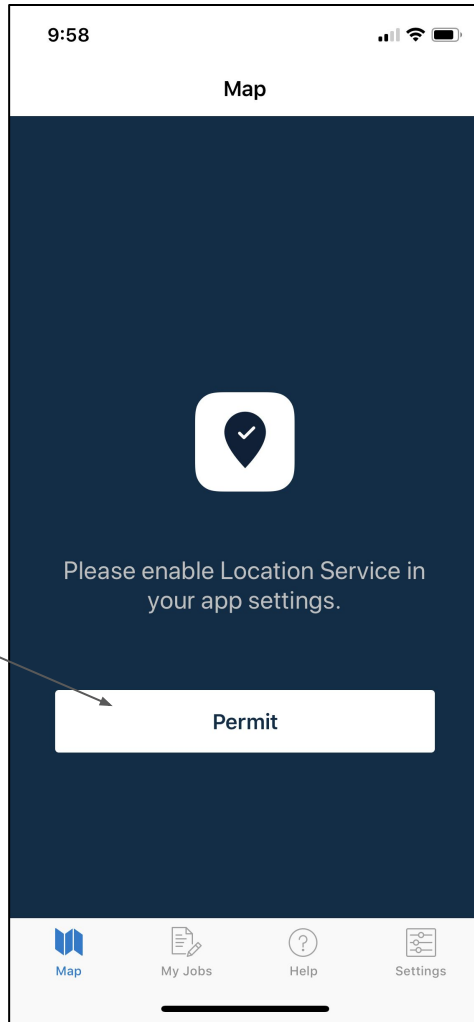 9:58
Map
Please enable Location Service in
your app settings.
Permit
Map
My Jobs
Help
Settings